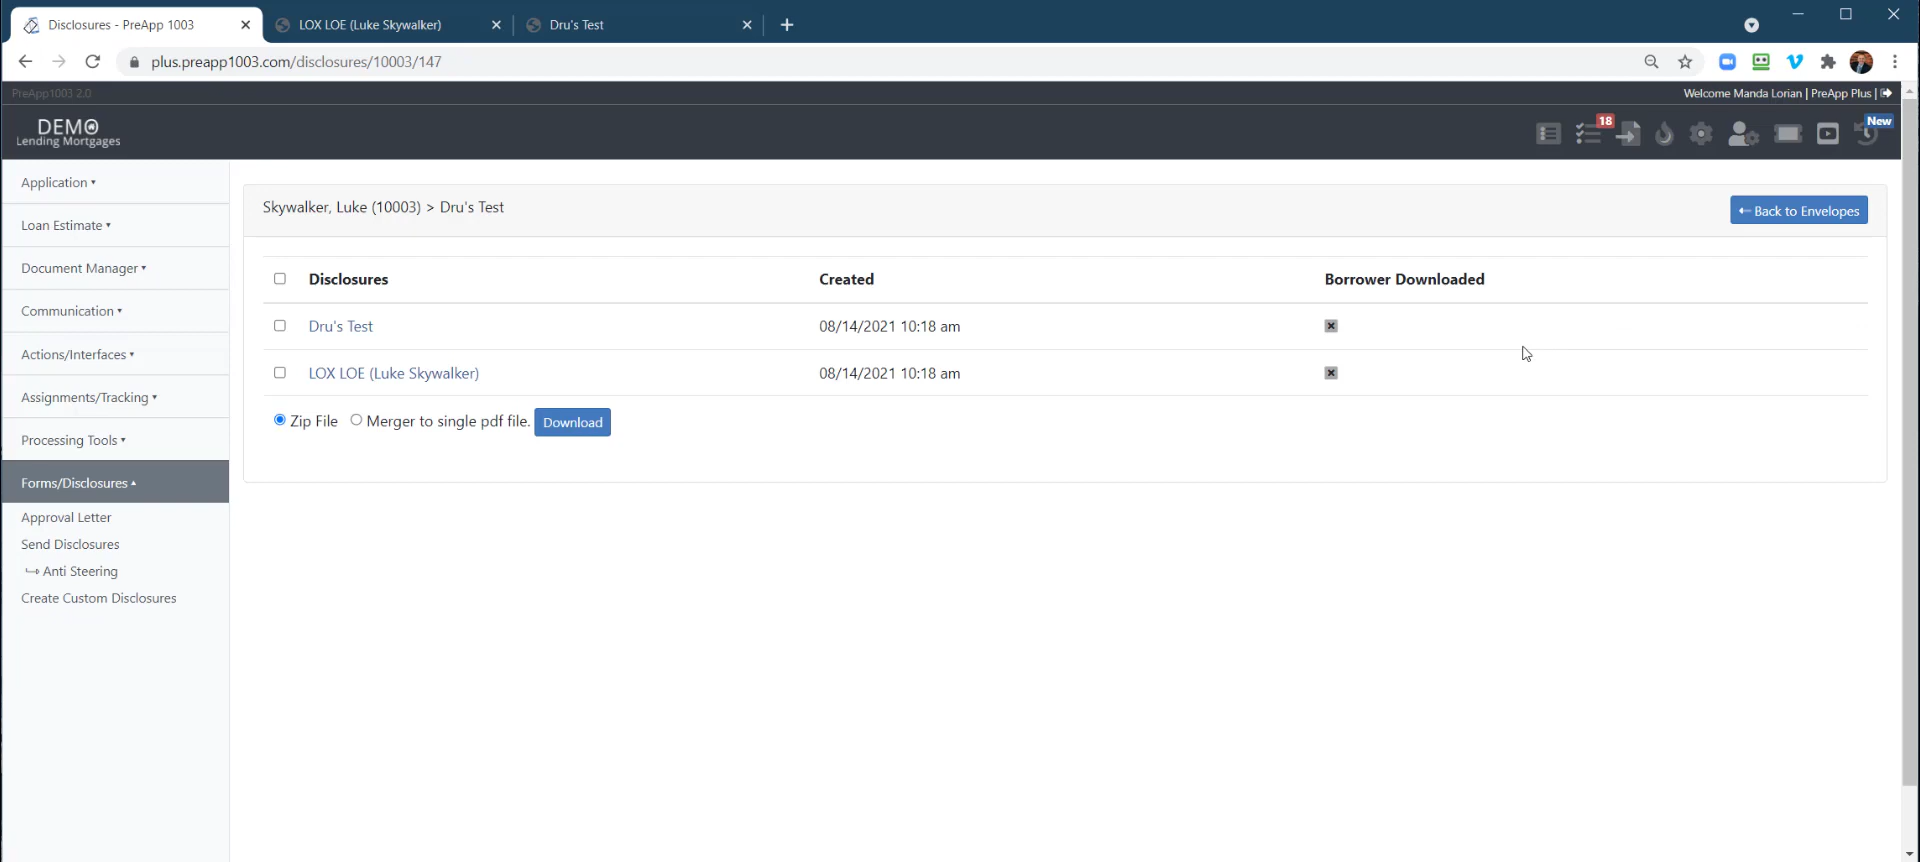 Disclosures - PreApp 1003
LOX LOE (Luke Skywalker)
Dru's Test
plus.preapp1003.com/disclosures/10003/147
PreApp1003 2.0
Welcome Manda Lorian | PreApp Plus |
DEMO
Lending Mortgages
18
New
Application
Loan Estimate
Document Manager
Communication
Actions/Interfaces
Assignments/Tracking
Processing Tools
Forms/Disclosures
Approval Letter
Send Disclosures
Anti Steering
Create Custom Disclosures
Skywalker, Luke (10003) > Dru's Test
Back to Envelopes
Disclosures Created Borrower Downloaded
Dru's Test 08/14/2021 10:18 am
LOX LOE (Luke Skywalker) 08/14/2021 10:18 am
Zip File Merger to single pdf file. Download